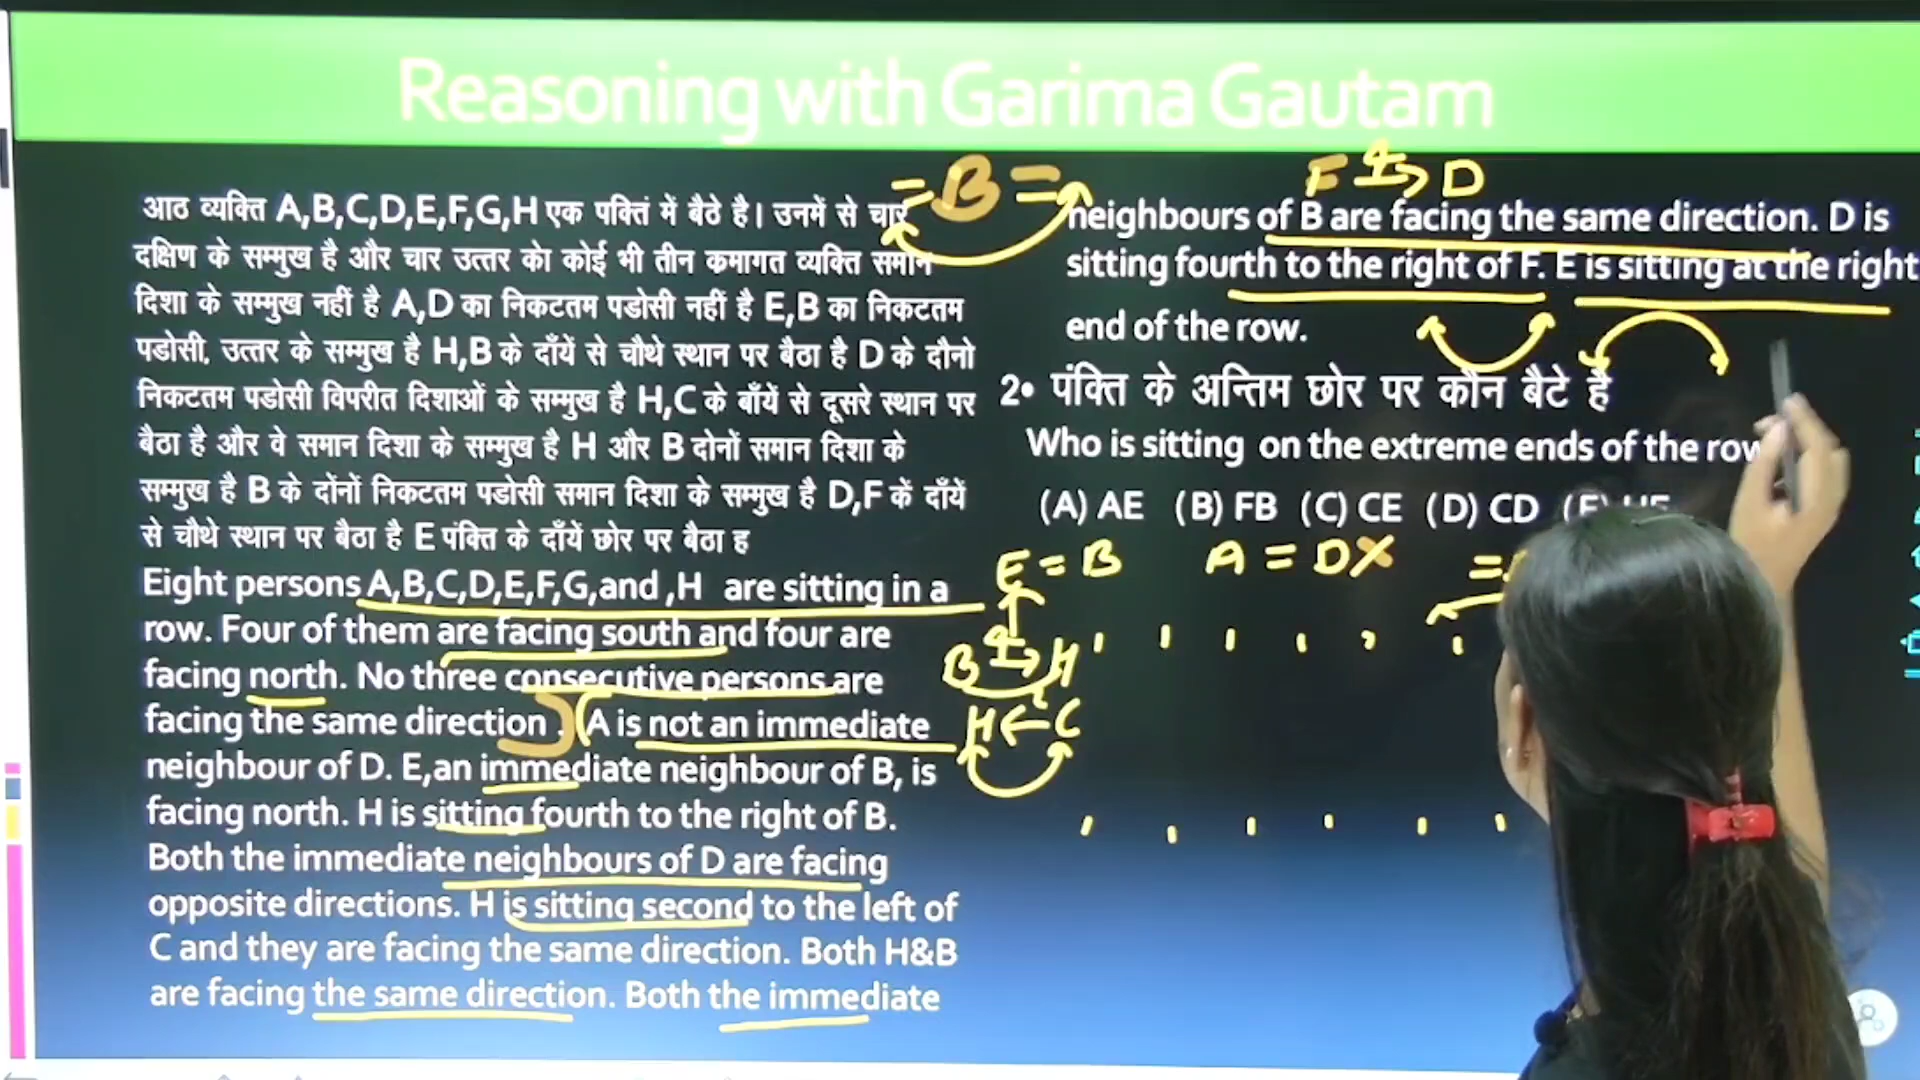 Reasoning with Garima Gautam
आठ व्यक्ति A,B,C,D,E,F,G,H एक पक्तिं में बैठे है। उनमें से चार
दक्षिण के सम्मुख है और चार उत्तर केा कोई भी तीन क्रमागत व्यक्ति समान
दिशा के सम्मुख नहीं है A,D का निकटतम पडोसी नहीं है E,B का निकटतम
पडोसी, उत्तर के सम्मुख है H,B के दाँयें से चौथे स्थान पर बैठा है D के दौनो
निकटतम पडोसी विपरीत दिशाओं के सम्मुख है H,C के बाँयें से दूसरे स्थान पर
बैठा है और वे समान दिशा के सम्मुख है H और B दोनों समान दिशा के
सम्मुख है B के दोंनों निकटतम पडोसी समान दिशा के सम्मुख है D,F कें दाँयें
से चौथे स्थान पर बैठा है E पंक्ति के दाँयें छोर पर बैठा ह
Eight persons A,B,C,D,E,F,G,and ,H are sitting in a
row. Four of them are facing south and four are
facing north. No three consecutive persons are
facing the same direction . (A is not an immediate
neighbour of D. E,an immediate neighbour of B, is
facing north. H is sitting fourth to the right of B.
Both the immediate neighbours of D are facing
opposite directions. H is sitting second to the left of
C and they are facing the same direction. Both H&B
are facing the same direction. Both the immediate
= B =
F 4→ D
neighbours of B are facing the same direction. D is
sitting fourth to the right of F. E is sitting at the right
end of the row.
2• पंक्ति के अन्तिम छोर पर कौन बैटे है
Who is sitting on the extreme ends of the row
(A) AE (B) FB (C) CE (D) CD (E)
E = B A = D X =
B 4→ H
H ← C